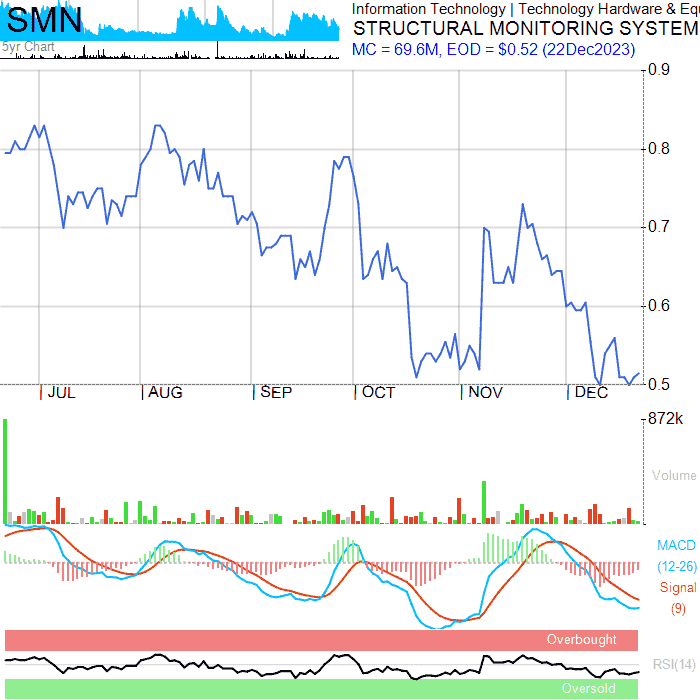 SMN
5yr Chart
Information Technology | Technology Hardware & Equ
STRUCTURAL MONITORING SYSTEM
MC = 69.6M, EOD = $0.52 (22Dec2023)
0.9
0.8
0.7
0.6
0.5
JUL AUG SEP OCT NOV DEC
872k
Volume
MACD
(12-26)
Signal
(9)
Overbought
RSI(14)
Oversold